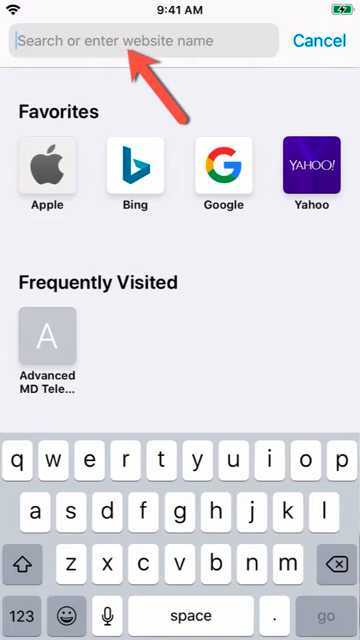 9:41 AM
Search or enter website name
Cancel
Favorites
YAHOO!
Apple
Bing
Google
Yahoo
Frequently Visited
A
Advanced
MD Tele...
q w e r t y u i o p
a s d f g h j k l
z x c v b n m
123 space . go